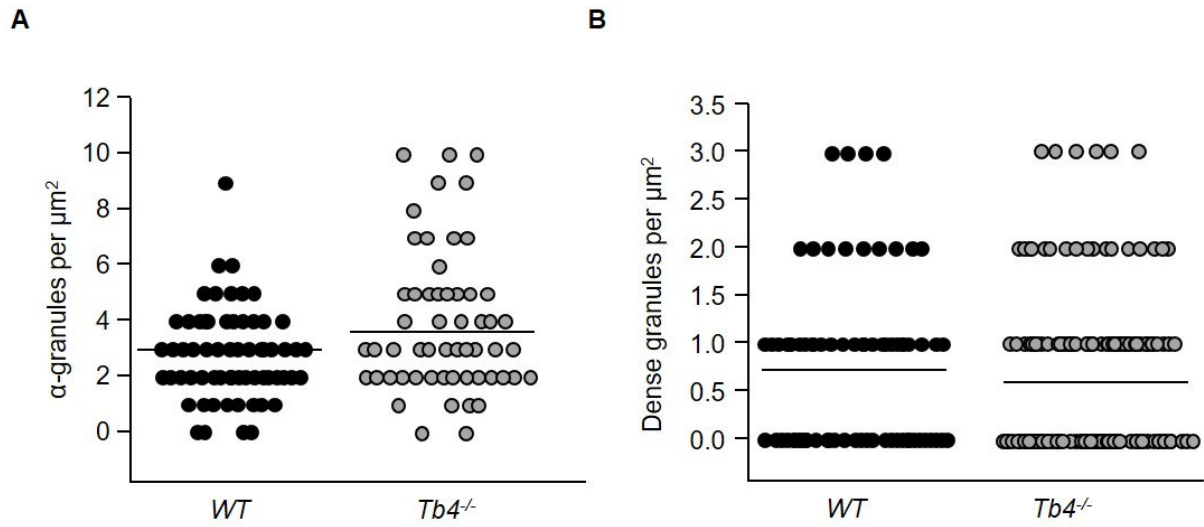 A
α-granules per μm²
12
10
8
6
4
2
0
WT
Tb4⁻/⁻
B
Dense granules per μm²
3.5
3.0
2.5
2.0
1.5
1.0
0.5
0.0
WT
Tb4⁻/⁻